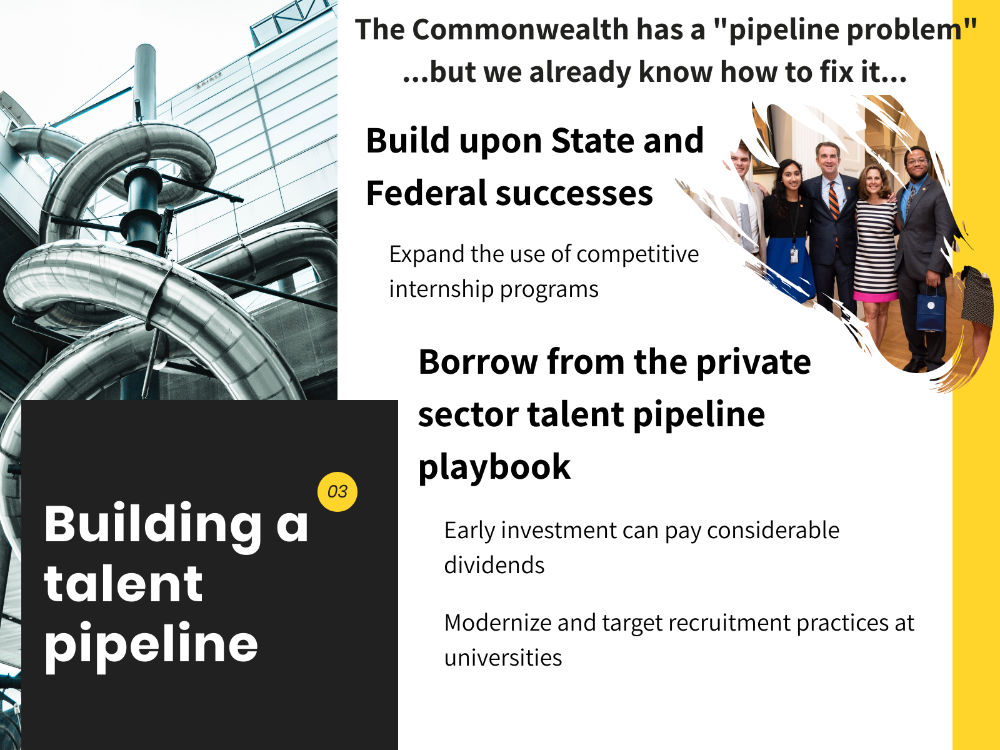 The Commonwealth has a "pipeline problem"
...but we already know how to fix it...
Build upon State and
Federal successes
Expand the use of competitive
internship programs
Borrow from the private
sector talent pipeline
playbook
Early investment can pay considerable
dividends
Modernize and target recruitment practices at
universities
03
Building a
talent
pipeline